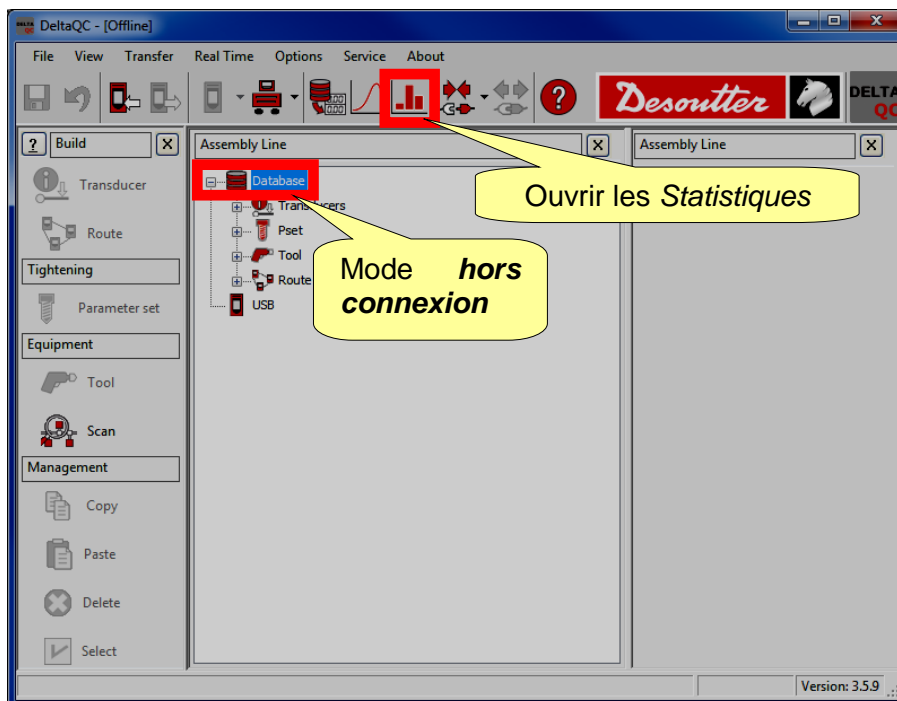 DeltaQC - [Offline]
File View Transfer Real Time Options Service About
Desoutter
DELTA
QC
? Build X
Assembly Line X
Assembly Line X
Transducer
Route
Tightening
Parameter set
Equipment
Tool
Scan
Management
Copy
Paste
Delete
Select
Database
Transducers
Pset
Tool
Route
USB
Ouvrir les Statistiques
Mode hors
connexion
Version: 3.5.9